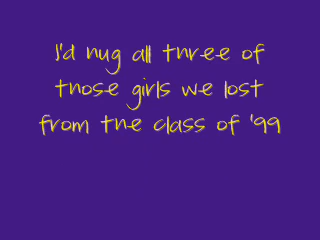 I'd hug all three of
those girls we lost
from the class of '99